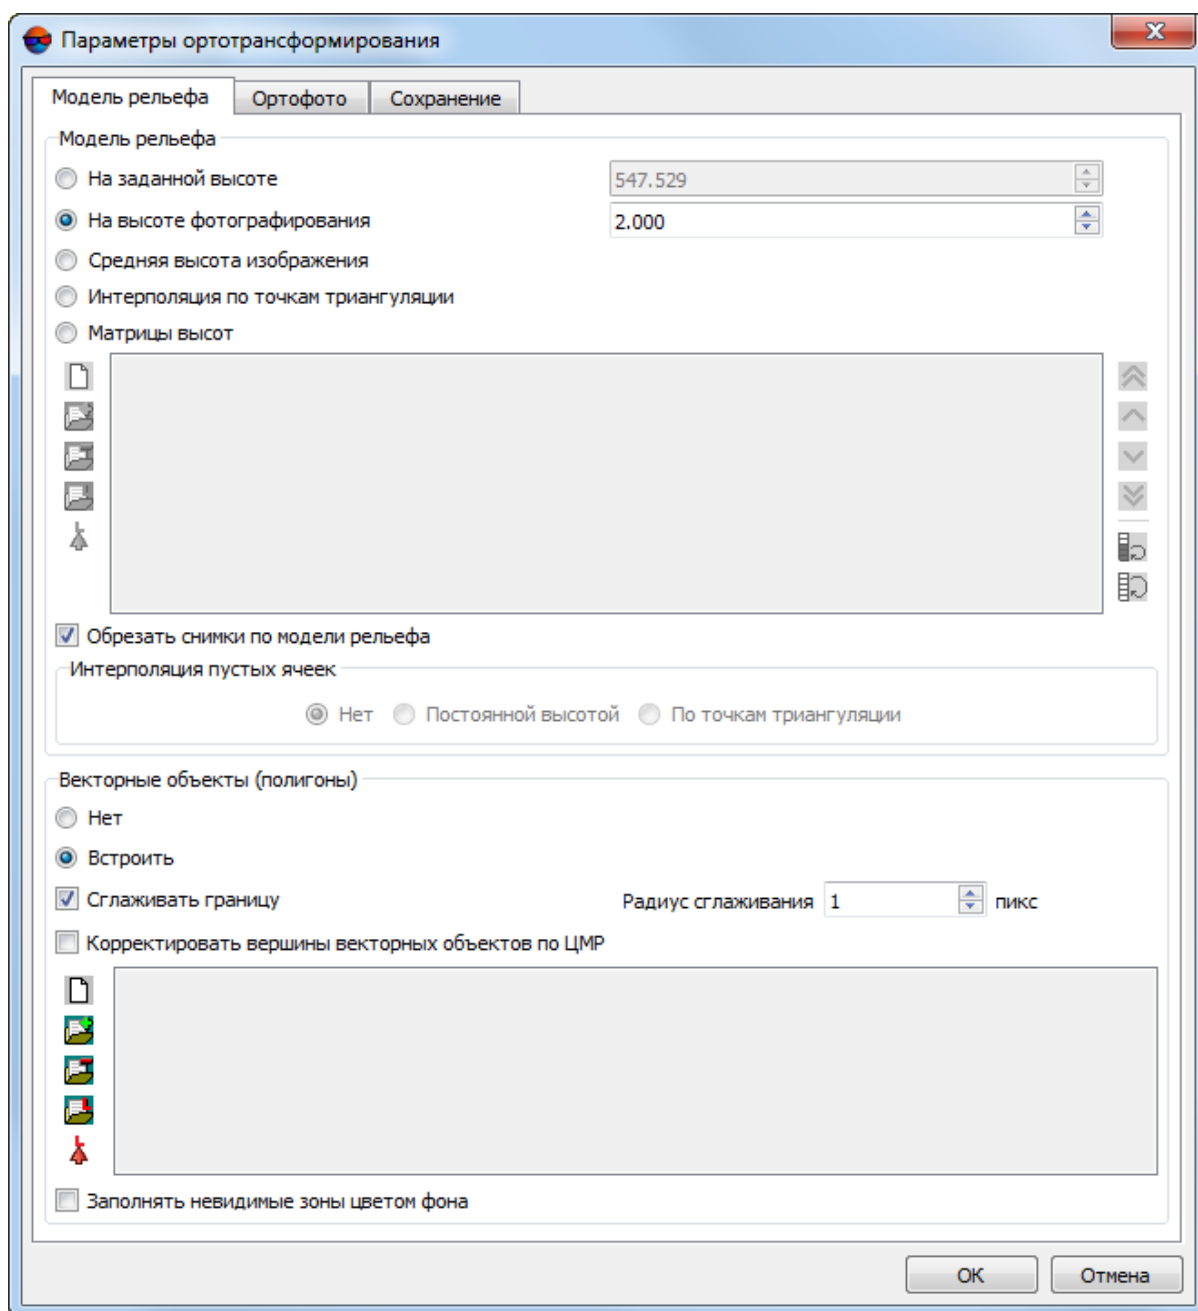 Параметры ортотрансформирования
Модель рельефа Ортофото Сохранение
Модель рельефа
На заданной высоте 547.529
На высоте фотографирования 2.000
Средняя высота изображения
Интерполяция по точкам триангуляции
Матрицы высот
Обрезать снимки по модели рельефа
Интерполяция пустых ячеек
Нет Постоянной высотой По точкам триангуляции
Векторные объекты (полигоны)
Нет
Встроить
Сглаживать границу Радиус сглаживания 1 пикс
Корректировать вершины векторных объектов по ЦМР
Заполнять невидимые зоны цветом фона
ОК Отмена